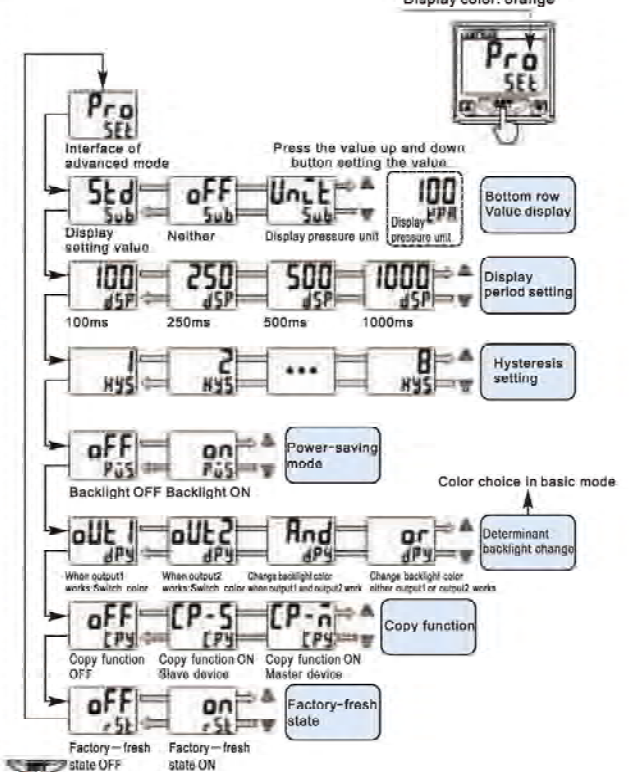 Display color: orange
Pro
SEt
SET
Pro
SEt
Interface of
advanced mode
Press the value up and down
button setting the value
Std
Sub
Display
setting value
oFF
Sub
Neither
Unit
Sub
Display pressure unit
100
KPA
Display
pressure unit
Bottom row
Value display
100
dSP
100ms
250
dSP
250ms
500
dSP
500ms
1000
dSP
1000ms
Display
period setting
1
HYS
2
HYS
...
8
HYS
Hysteresis
setting
oFF
Backlight OFF
on
Backlight ON
Power-saving
mode
Color choice in basic mode
oUt1
dPY
When output1
works:Switch color
oUt2
dPY
When output2
works:Switch color
And
dPY
Change backlight color
when output1 and output2 work
or
dPY
Change backlight color
either output1 or output2 works
Determinant
backlight change
oFF
CPY
Copy function
OFF
CP-S
CPY
Copy function ON
Slave device
CP-m
CPY
Copy function ON
Master device
Copy function
oFF
rSt
Factory-fresh
state OFF
on
rSt
Factory-fresh
state ON
Factory-fresh
state
SET